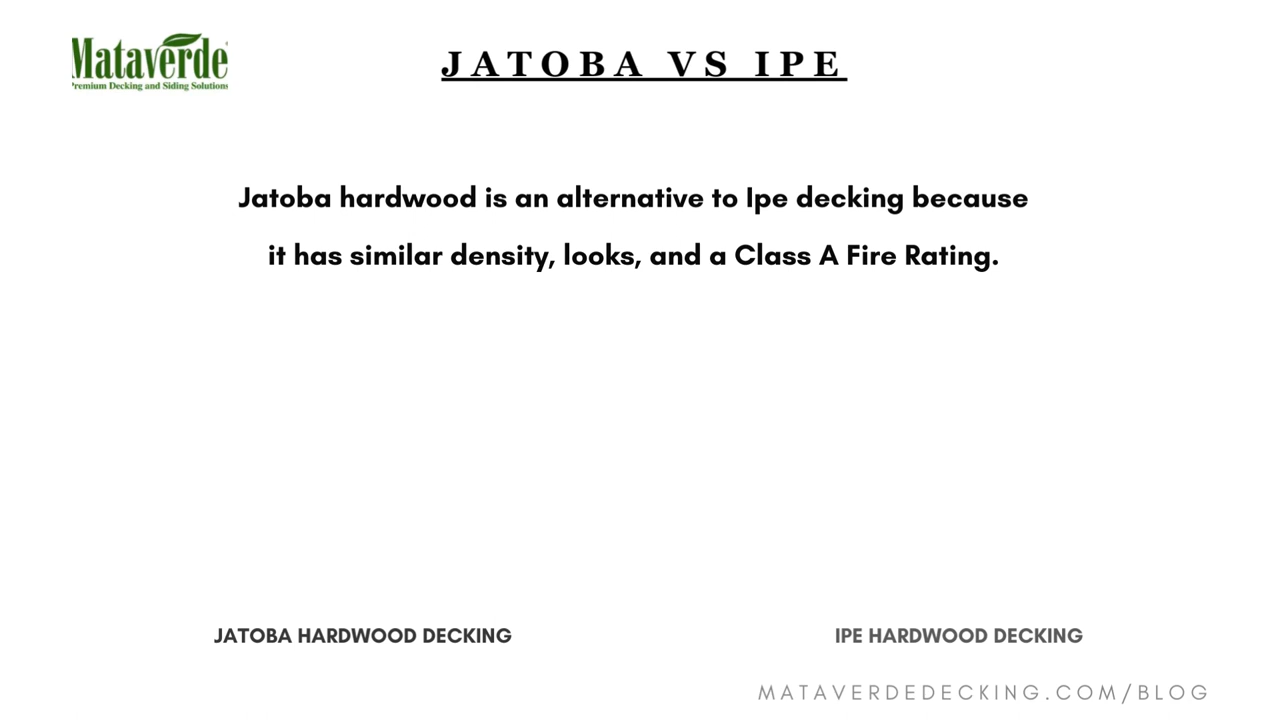 Mataverde
Premium Decking and Siding Solutions
JATOBA VS IPE
Jatoba hardwood is an alternative to Ipe decking because
it has similar density, looks, and a Class A Fire Rating.
JATOBA HARDWOOD DECKING
IPE HARDWOOD DECKING
MATAVERDEDECKING.COM/BLOG